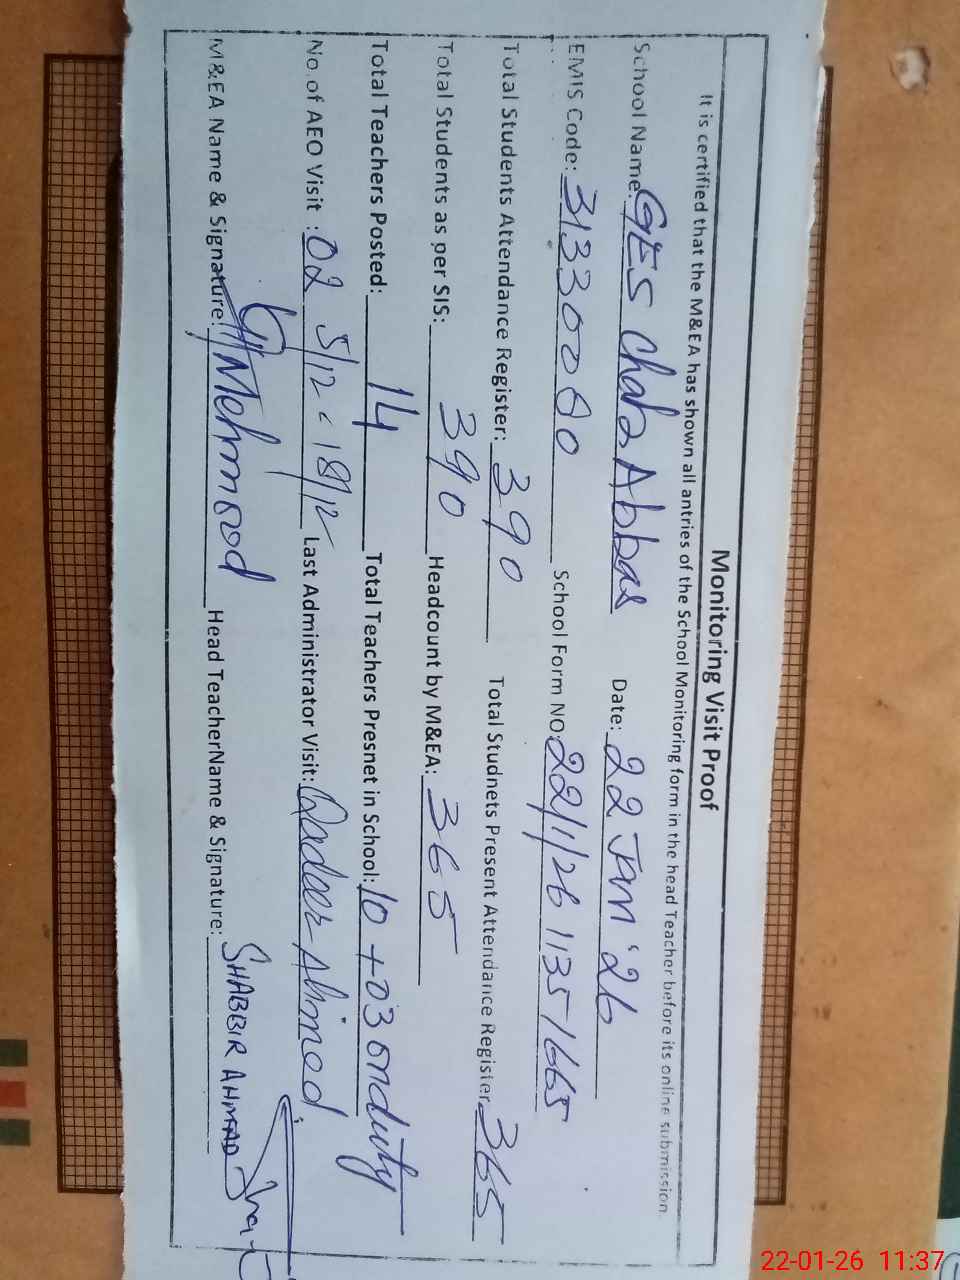 Monitoring Visit Proof
It is certified that the M&EA has shown all antries of the School Monitoring form in the head Teacher before its online submission.
School Name: GES Chah Abbas Date: 22 Jan '26
EMIS Code: 31330080 School Form NO: 22/1/26 1135 1665
Total Students Attendance Register: 390 Total Studnets Present Attendance Register 365
Total Students as per SIS: 390 Headcount by M&EA: 365
Total Teachers Posted: 14 Total Teachers Presnet in School: 10 +03 onduty
No.of AEO Visit : 02 5/12 - 18/12 Last Administrator Visit: Qadeer Ahmed
M&EA Name & Signature: Mehmood Head TeacherName & Signature: SHABBIR AHMAD
22-01-26 11:37